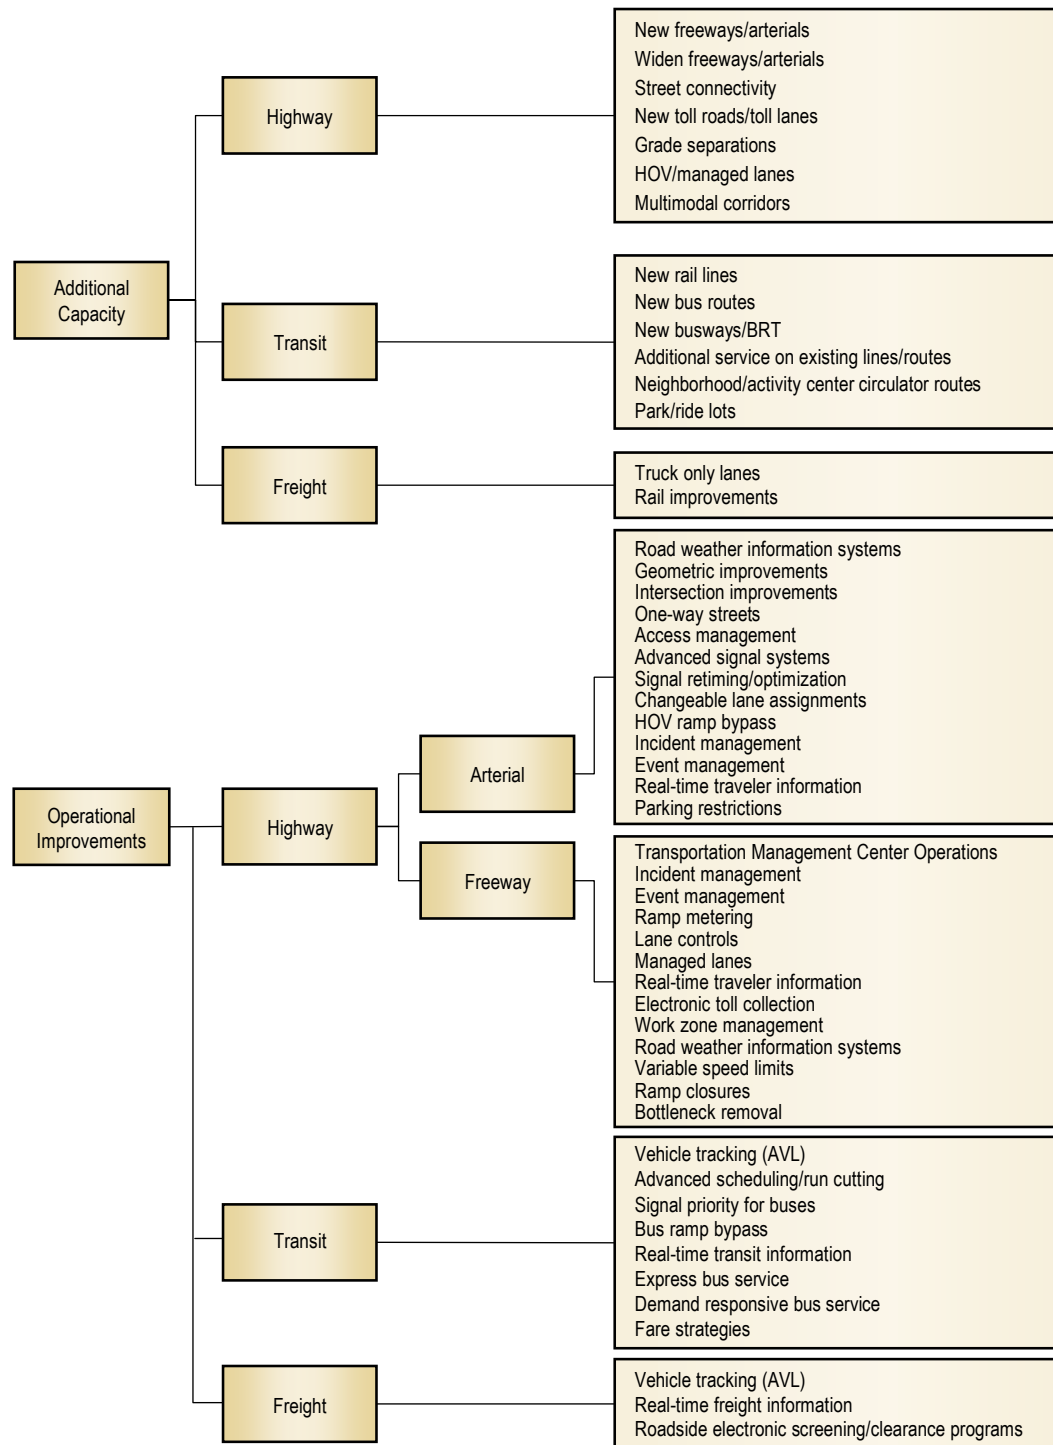 Additional
Capacity
Highway
New freeways/arterials
Widen freeways/arterials
Street connectivity
New toll roads/toll lanes
Grade separations
HOV/managed lanes
Multimodal corridors
Transit
New rail lines
New bus routes
New busways/BRT
Additional service on existing lines/routes
Neighborhood/activity center circulator routes
Park/ride lots
Freight
Truck only lanes
Rail improvements
Operational
Improvements
Highway
Arterial
Road weather information systems
Geometric improvements
Intersection improvements
One-way streets
Access management
Advanced signal systems
Signal retiming/optimization
Changeable lane assignments
HOV ramp bypass
Incident management
Event management
Real-time traveler information
Parking restrictions
Freeway
Transportation Management Center Operations
Incident management
Event management
Ramp metering
Lane controls
Managed lanes
Real-time traveler information
Electronic toll collection
Work zone management
Road weather information systems
Variable speed limits
Ramp closures
Bottleneck removal
Transit
Vehicle tracking (AVL)
Advanced scheduling/run cutting
Signal priority for buses
Bus ramp bypass
Real-time transit information
Express bus service
Demand responsive bus service
Fare strategies
Freight
Vehicle tracking (AVL)
Real-time freight information
Roadside electronic screening/clearance programs